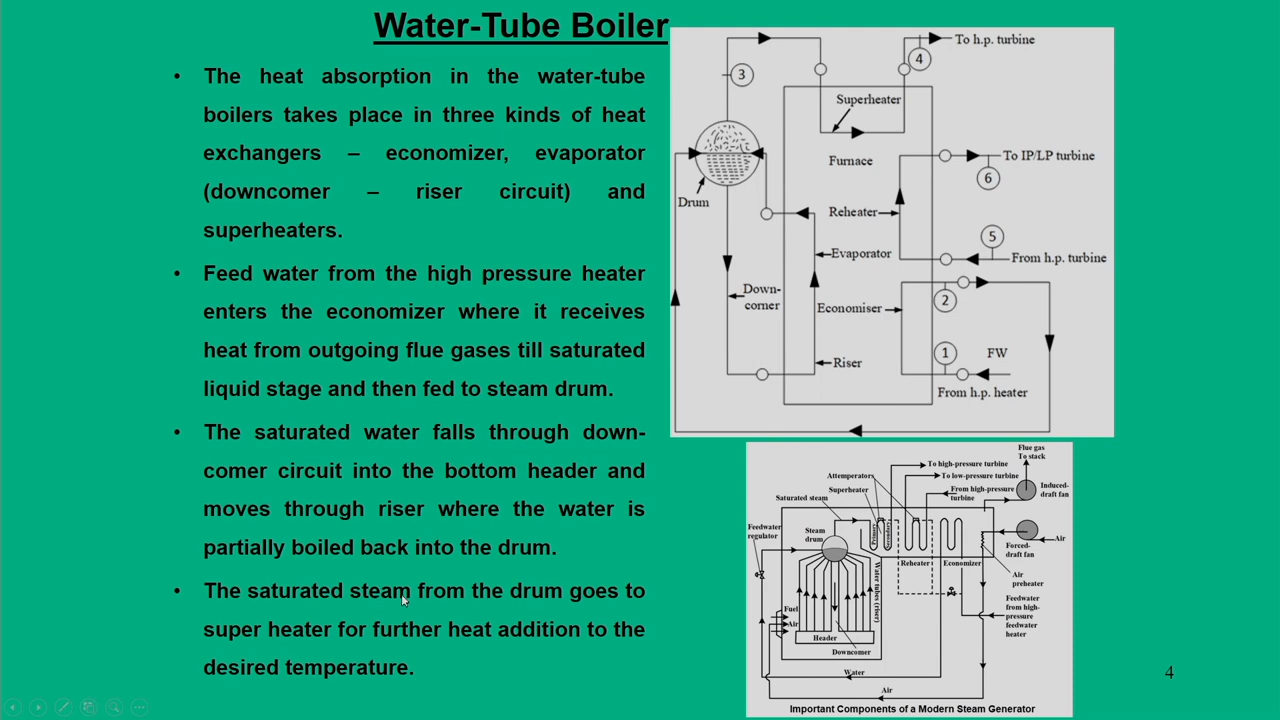 Water-Tube Boiler
• The heat absorption in the water-tube
boilers takes place in three kinds of heat
exchangers – economizer, evaporator
(downcomer – riser circuit) and
superheaters.
• Feed water from the high pressure heater
enters the economizer where it receives
heat from outgoing flue gases till saturated
liquid stage and then fed to steam drum.
• The saturated water falls through down-
comer circuit into the bottom header and
moves through riser where the water is
partially boiled back into the drum.
• The saturated steam from the drum goes to
super heater for further heat addition to the
desired temperature.
To h.p. turbine
4
3
Superheater
Furnace
To IP/LP turbine
6
Drum
Reheater
5
From h.p. turbine
Evaporator
Down-
corner
Economiser
2
1
FW
Riser
From h.p. heater
Flue gas
To stack
To high-pressure turbine
Attemperators
To low-pressure turbine
Superheater
From high-pressure
turbine
Induced-
draft fan
Saturated steam
Feedwater
regulator
Steam
drum
Primary
Secondary
Air
Forced-
draft fan
Reheater
Economizer
Water tubes (riser)
Air
preheater
Fuel
Air
Feedwater
from high-
pressure
feedwater
heater
Header
Downcomer
Water
Air
Important Components of a Modern Steam Generator
4